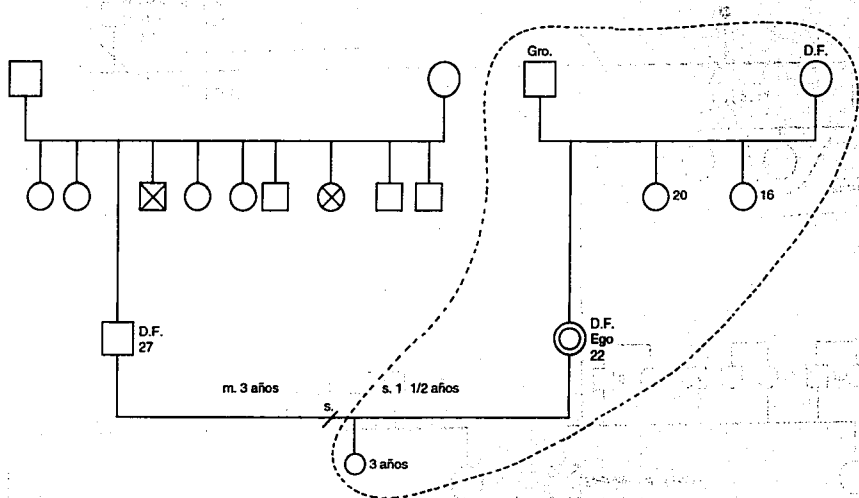 Gro.
D.F.
20
16
D.F.
27
D.F.
Ego
22
m. 3 años
s. 1 1/2 años
s.
3 años